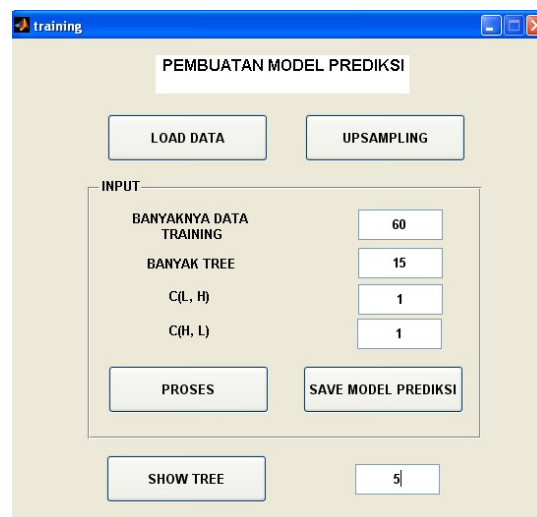 training
PEMBUATAN MODEL PREDIKSI
LOAD DATA
UPSAMPLING
INPUT
BANYAKNYA DATA
TRAINING
60
BANYAK TREE
15
C(L, H)
1
C(H, L)
1
PROSES
SAVE MODEL PREDIKSI
SHOW TREE
5